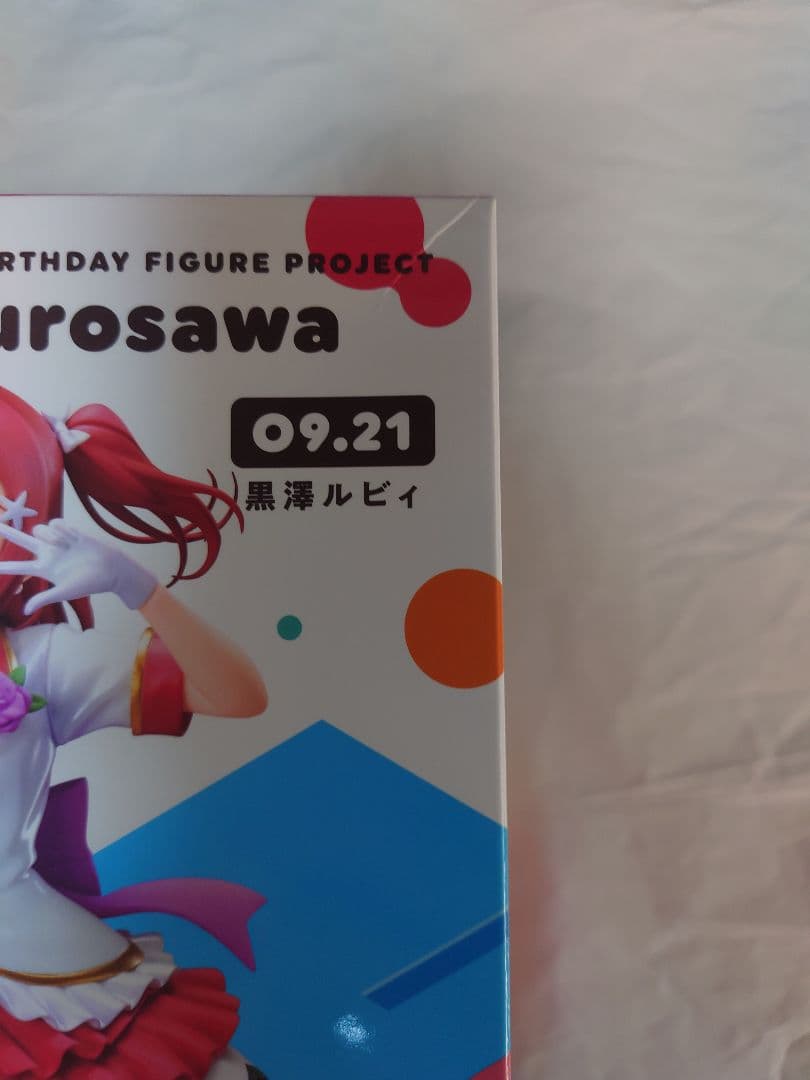 RTHDAY FIGURE PROJECT
urosawa
09.21
黒澤ルビィ